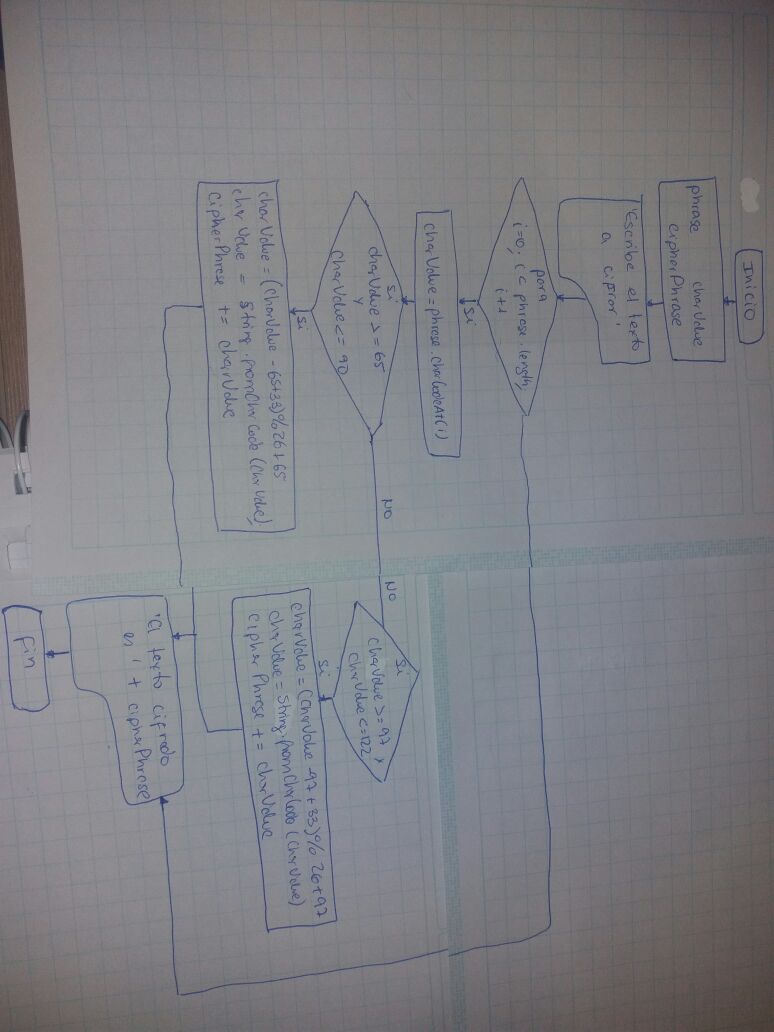 Inicio
phrase charValue
cipherPhrase
'Escribe el texto
a cifrar'
para
i=0; i < phrase.length;
i+1
Si
charValue = phrase.charCodeAt(i)
Si
charValue >= 65
y
charValue <= 90
NO
NO
Si
charValue >= 97 y
charValue <= 122
Si
charValue = (charValue - 65+33)%26+65
charValue = String.fromCharCode(charValue)
cipherPhrase += charValue
Si
charValue = (charValue -97+33)% 26+97
charValue = String.fromCharCode(charValue)
cipherPhrase += charValue
'El texto cifrado
es ' + cipherPhrase
Fin